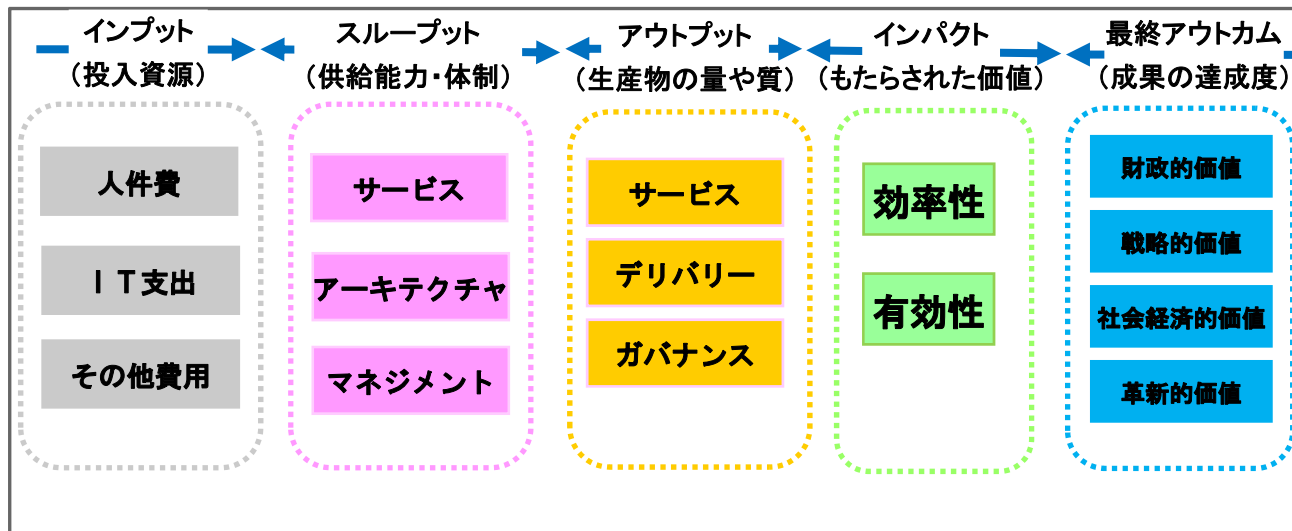 インプット
（投入資源）
人件費
ＩＴ支出
その他費用
スループット
（供給能力・体制）
サービス
アーキテクチャ
マネジメント
アウトプット
（生産物の量や質）
サービス
デリバリー
ガバナンス
インパクト
（もたらされた価値）
効率性
有効性
最終アウトカム
（成果の達成度）
財政的価値
戦略的価値
社会経済的価値
革新的価値